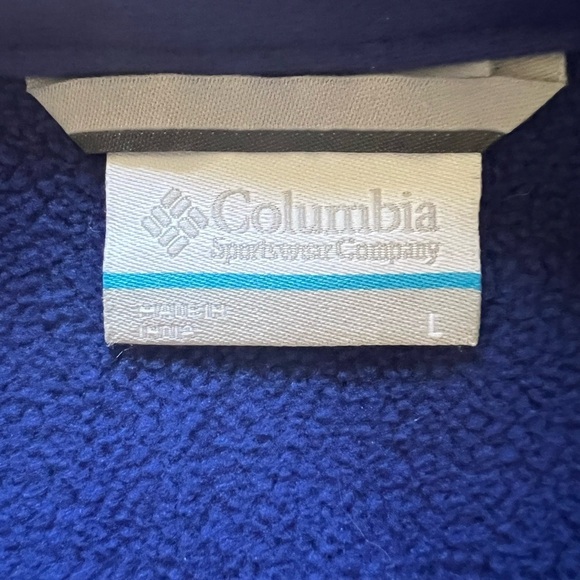 Columbia
Sportswear Company
MADE IN
INDIA
L